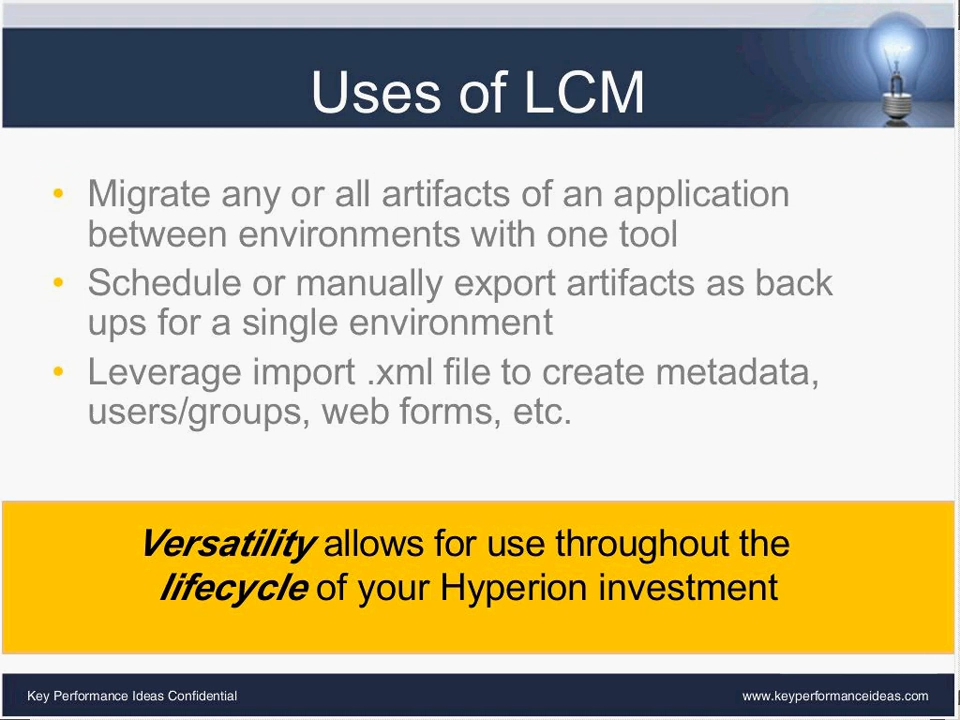 Uses of LCM
• Migrate any or all artifacts of an application
between environments with one tool
• Schedule or manually export artifacts as back
ups for a single environment
• Leverage import .xml file to create metadata,
users/groups, web forms, etc.
Versatility allows for use throughout the
lifecycle of your Hyperion investment
Key Performance Ideas Confidential
www.keyperformanceideas.com